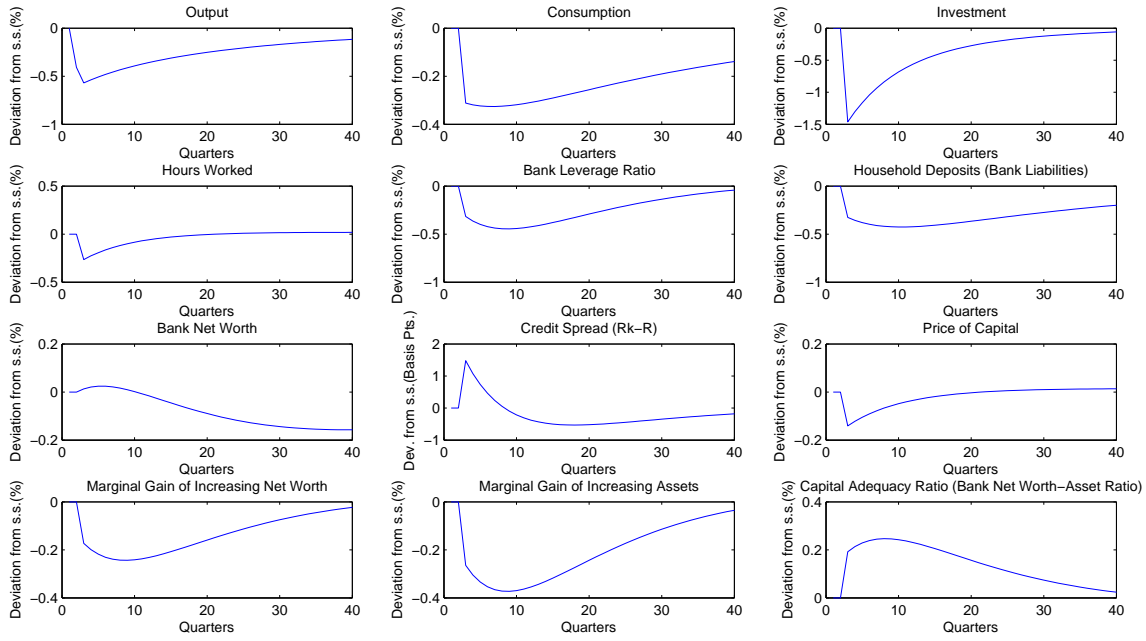 Output
Deviation from s.s.(%)
0
−0.5
−1
0 10 20 30 40
Quarters
Consumption
Deviation from s.s.(%)
0
−0.2
−0.4
0 10 20 30 40
Quarters
Investment
Deviation from s.s.(%)
0
−0.5
−1
−1.5
0 10 20 30 40
Quarters
Hours Worked
Deviation from s.s.(%)
0.5
0
−0.5
0 10 20 30 40
Quarters
Bank Leverage Ratio
Deviation from s.s.(%)
0
−0.5
−1
0 10 20 30 40
Quarters
Household Deposits (Bank Liabilities)
Deviation from s.s.(%)
0
−0.5
−1
0 10 20 30 40
Quarters
Bank Net Worth
Deviation from s.s.(%)
0.2
0
−0.2
0 10 20 30 40
Quarters
Credit Spread (Rk−R)
Dev. from s.s.(Basis Pts.)
2
1
0
−1
0 10 20 30 40
Quarters
Price of Capital
Deviation from s.s.(%)
0.2
0
−0.2
0 10 20 30 40
Quarters
Marginal Gain of Increasing Net Worth
Deviation from s.s.(%)
0
−0.2
−0.4
0 10 20 30 40
Quarters
Marginal Gain of Increasing Assets
Deviation from s.s.(%)
0
−0.2
−0.4
0 10 20 30 40
Quarters
Capital Adequacy Ratio (Bank Net Worth−Asset Ratio)
Deviation from s.s.(%)
0.4
0.2
0
0 10 20 30 40
Quarters